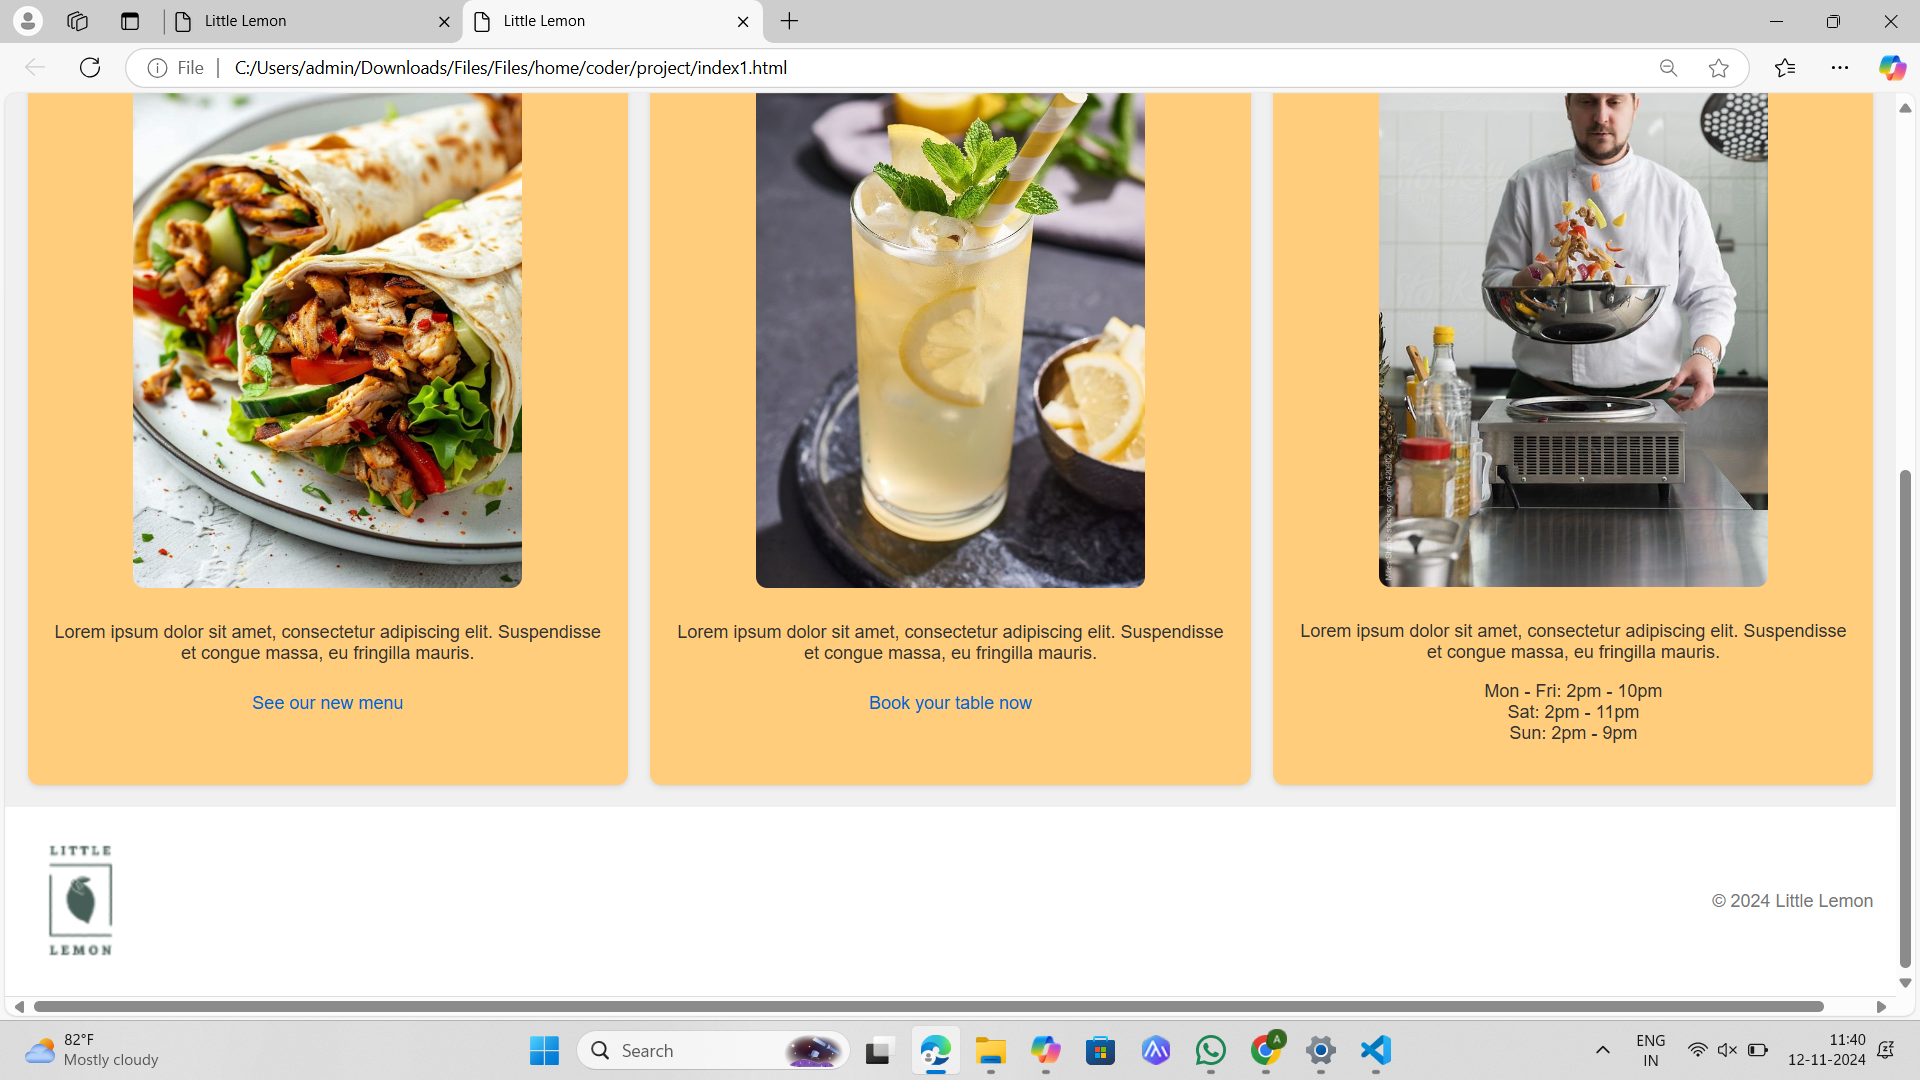 Little Lemon
Little Lemon
File
C:/Users/admin/Downloads/Files/Files/home/coder/project/index1.html
Lorem ipsum dolor sit amet, consectetur adipiscing elit. Suspendisse
et congue massa, eu fringilla mauris.
See our new menu
Lorem ipsum dolor sit amet, consectetur adipiscing elit. Suspendisse
et congue massa, eu fringilla mauris.
Book your table now
Lorem ipsum dolor sit amet, consectetur adipiscing elit. Suspendisse
et congue massa, eu fringilla mauris.
Mon - Fri: 2pm - 10pm
Sat: 2pm - 11pm
Sun: 2pm - 9pm
LITTLE
LEMON
© 2024 Little Lemon
82°F
Mostly cloudy
Search
A
ENG
IN
11:40
12-11-2024